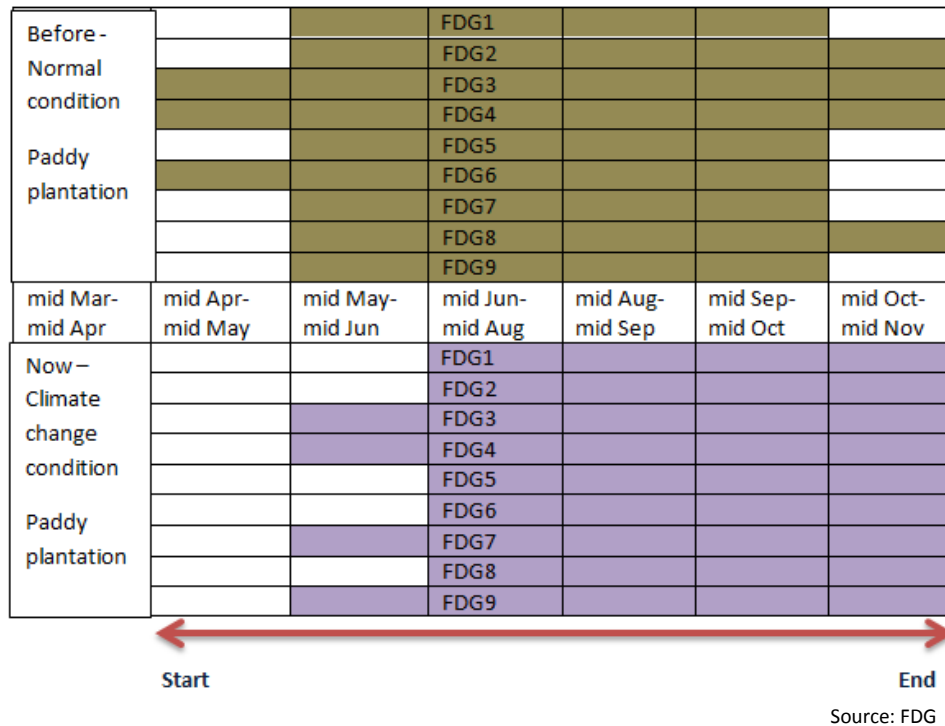 Before -
Normal
condition
Paddy
plantation
FDG1
FDG2
FDG3
FDG4
FDG5
FDG6
FDG7
FDG8
FDG9
mid Mar-
mid Apr
mid Apr-
mid May
mid May-
mid Jun
mid Jun-
mid Aug
mid Aug-
mid Sep
mid Sep-
mid Oct
mid Oct-
mid Nov
Now –
Climate
change
condition
Paddy
plantation
FDG1
FDG2
FDG3
FDG4
FDG5
FDG6
FDG7
FDG8
FDG9
Start
End
Source: FDG